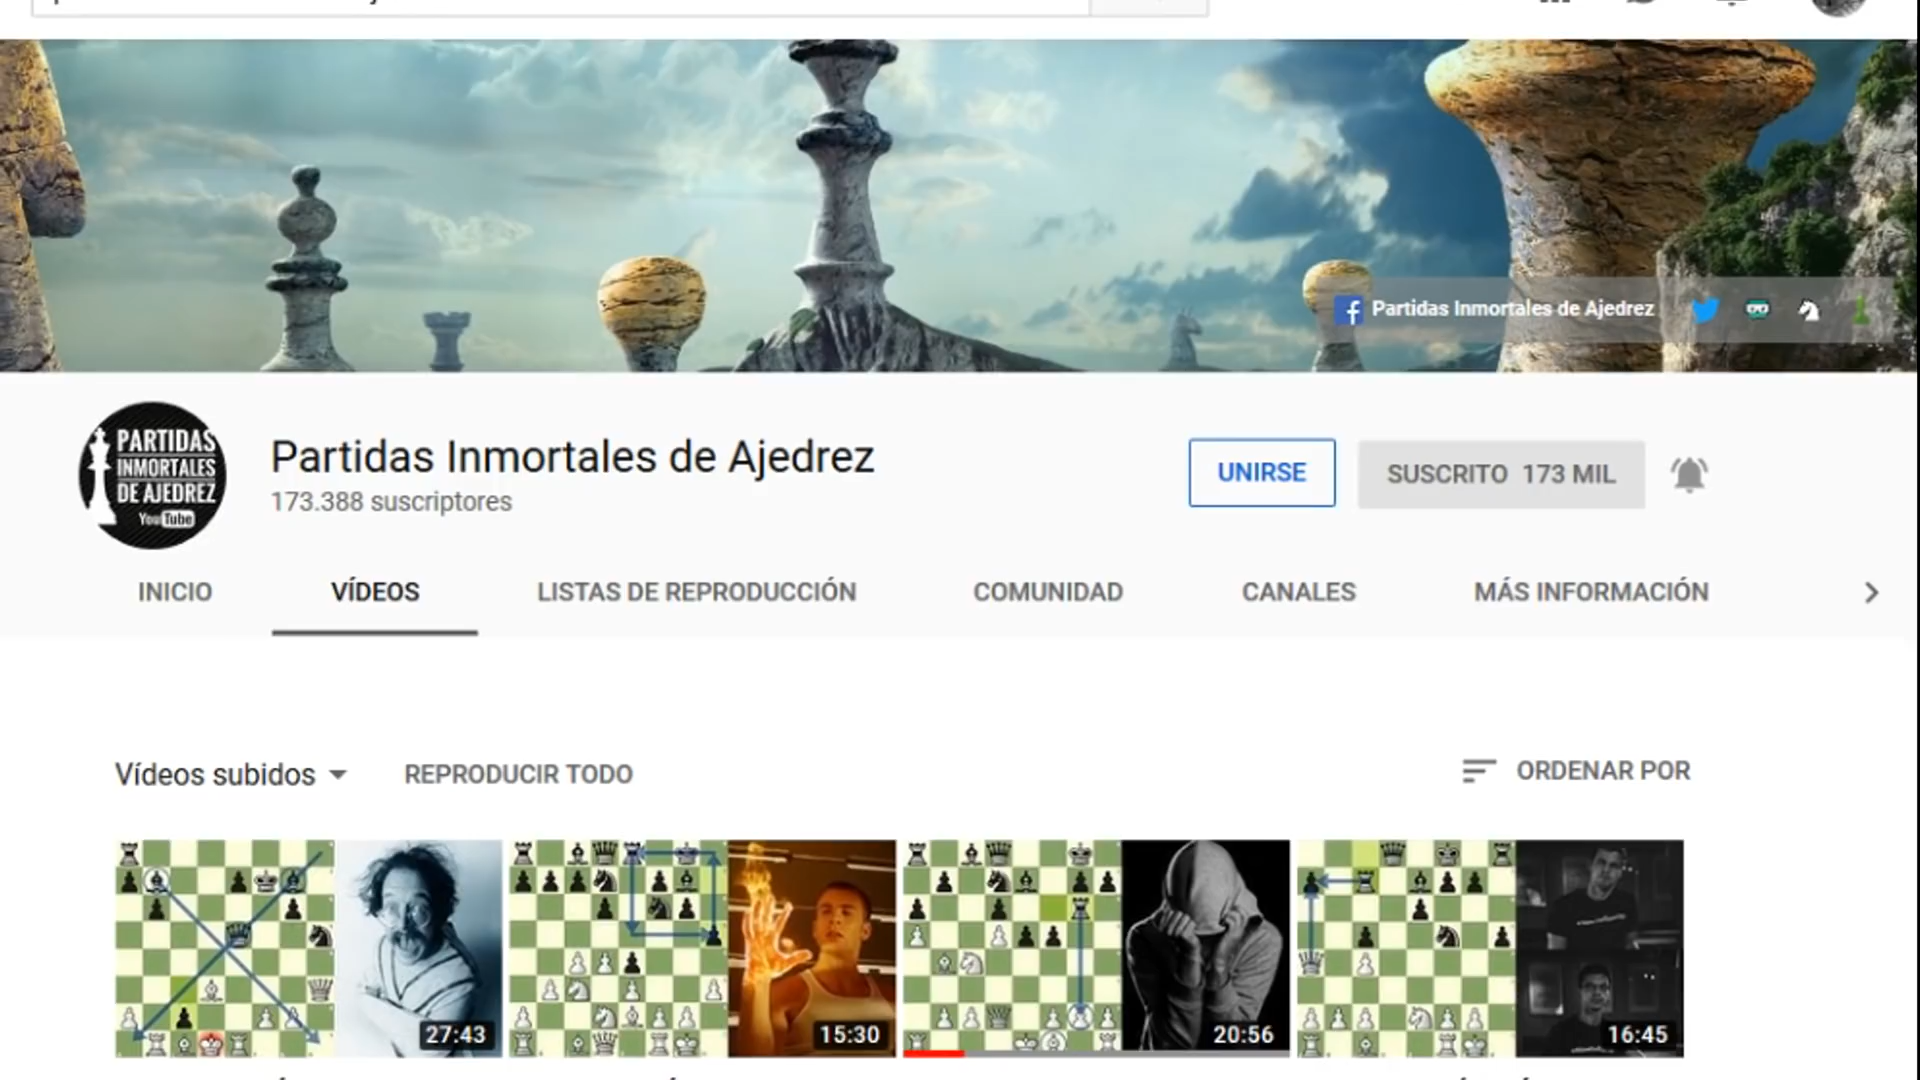 Partidas Inmortales de Ajedrez
PARTIDAS
INMORTALES
DE AJEDREZ
YouTube
Partidas Inmortales de Ajedrez
173.388 suscriptores
UNIRSE
SUSCRITO 173 MIL
INICIO
VÍDEOS
LISTAS DE REPRODUCCIÓN
COMUNIDAD
CANALES
MÁS INFORMACIÓN
Vídeos subidos
REPRODUCIR TODO
ORDENAR POR
27:43
15:30
20:56
16:45